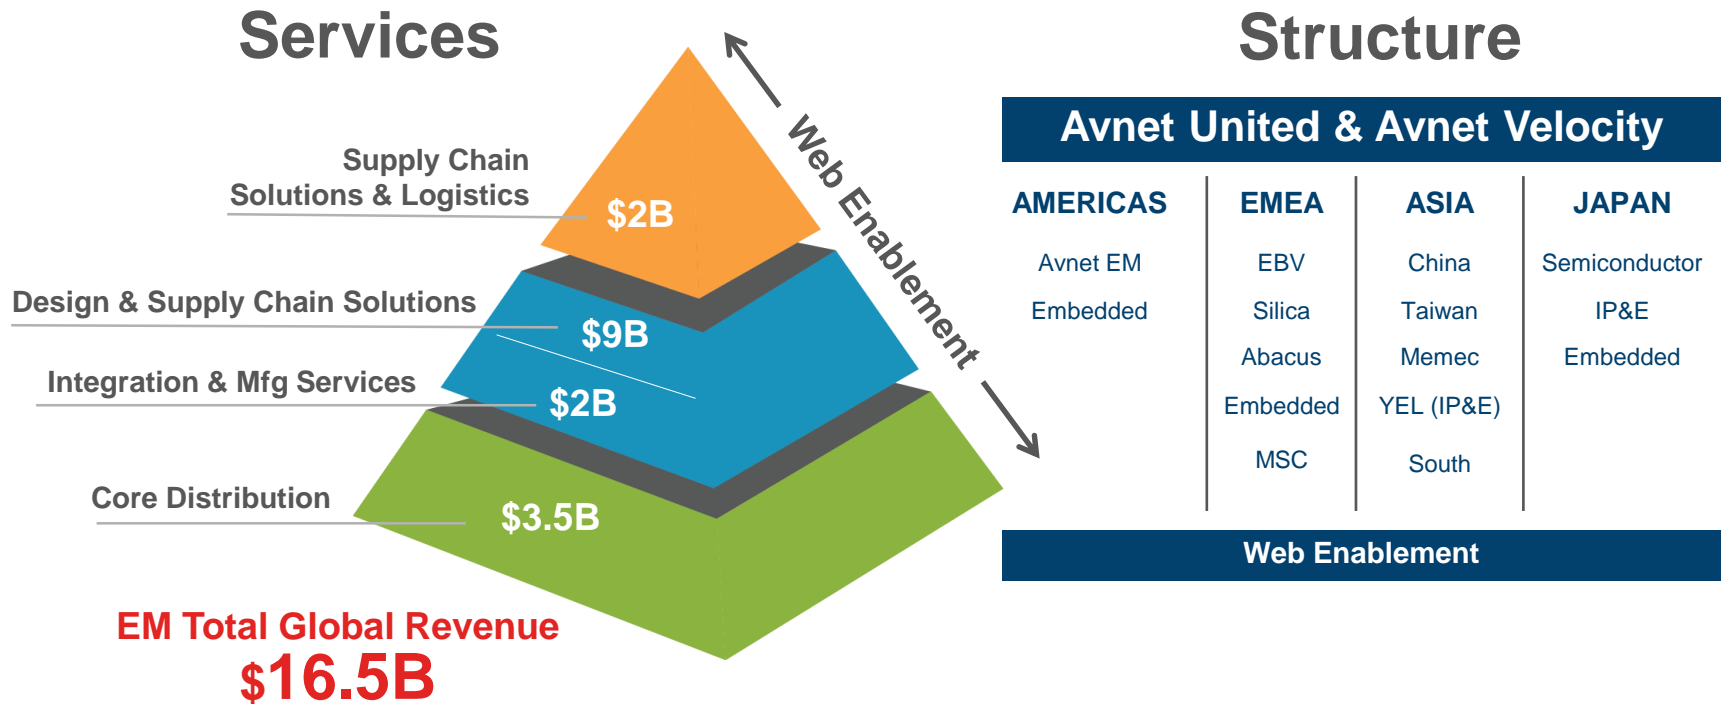 Services
Supply Chain
Solutions & Logistics
$2B
Design & Supply Chain Solutions
$9B
Integration & Mfg Services
$2B
Core Distribution
$3.5B
Web Enablement
EM Total Global Revenue
$16.5B
Structure
Avnet United & Avnet Velocity
AMERICAS
Avnet EM
Embedded
EMEA
EBV
Silica
Abacus
Embedded
MSC
ASIA
China
Taiwan
Memec
YEL (IP&E)
South
JAPAN
Semiconductor
IP&E
Embedded
Web Enablement